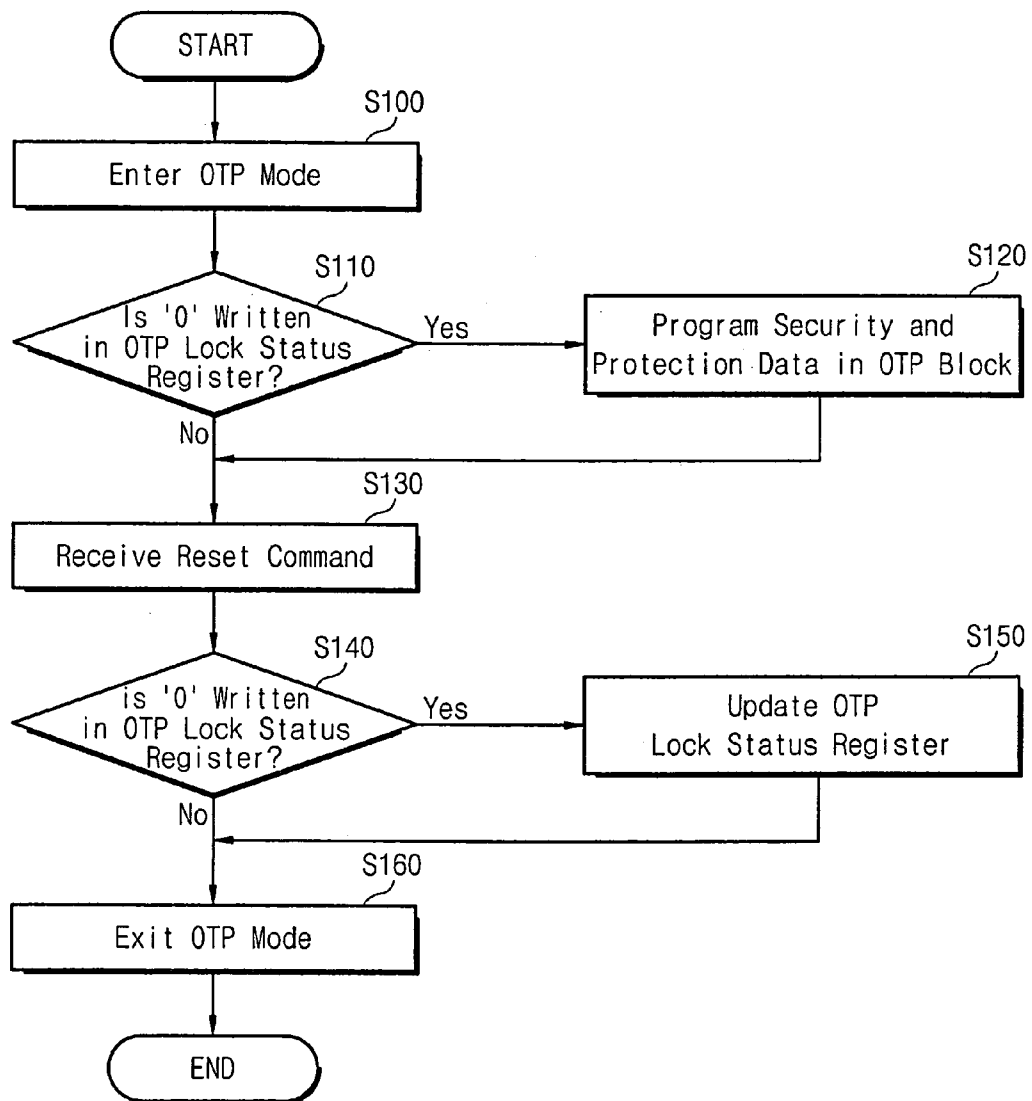 START
S100
Enter OTP Mode
S110
Is '0' Written
in OTP Lock Status
Register?
Yes
No
S120
Program Security and
Protection Data in OTP Block
S130
Receive Reset Command
S140
is '0' Written
in OTP Lock Status
Register?
Yes
No
S150
Update OTP
Lock Status Register
S160
Exit OTP Mode
END